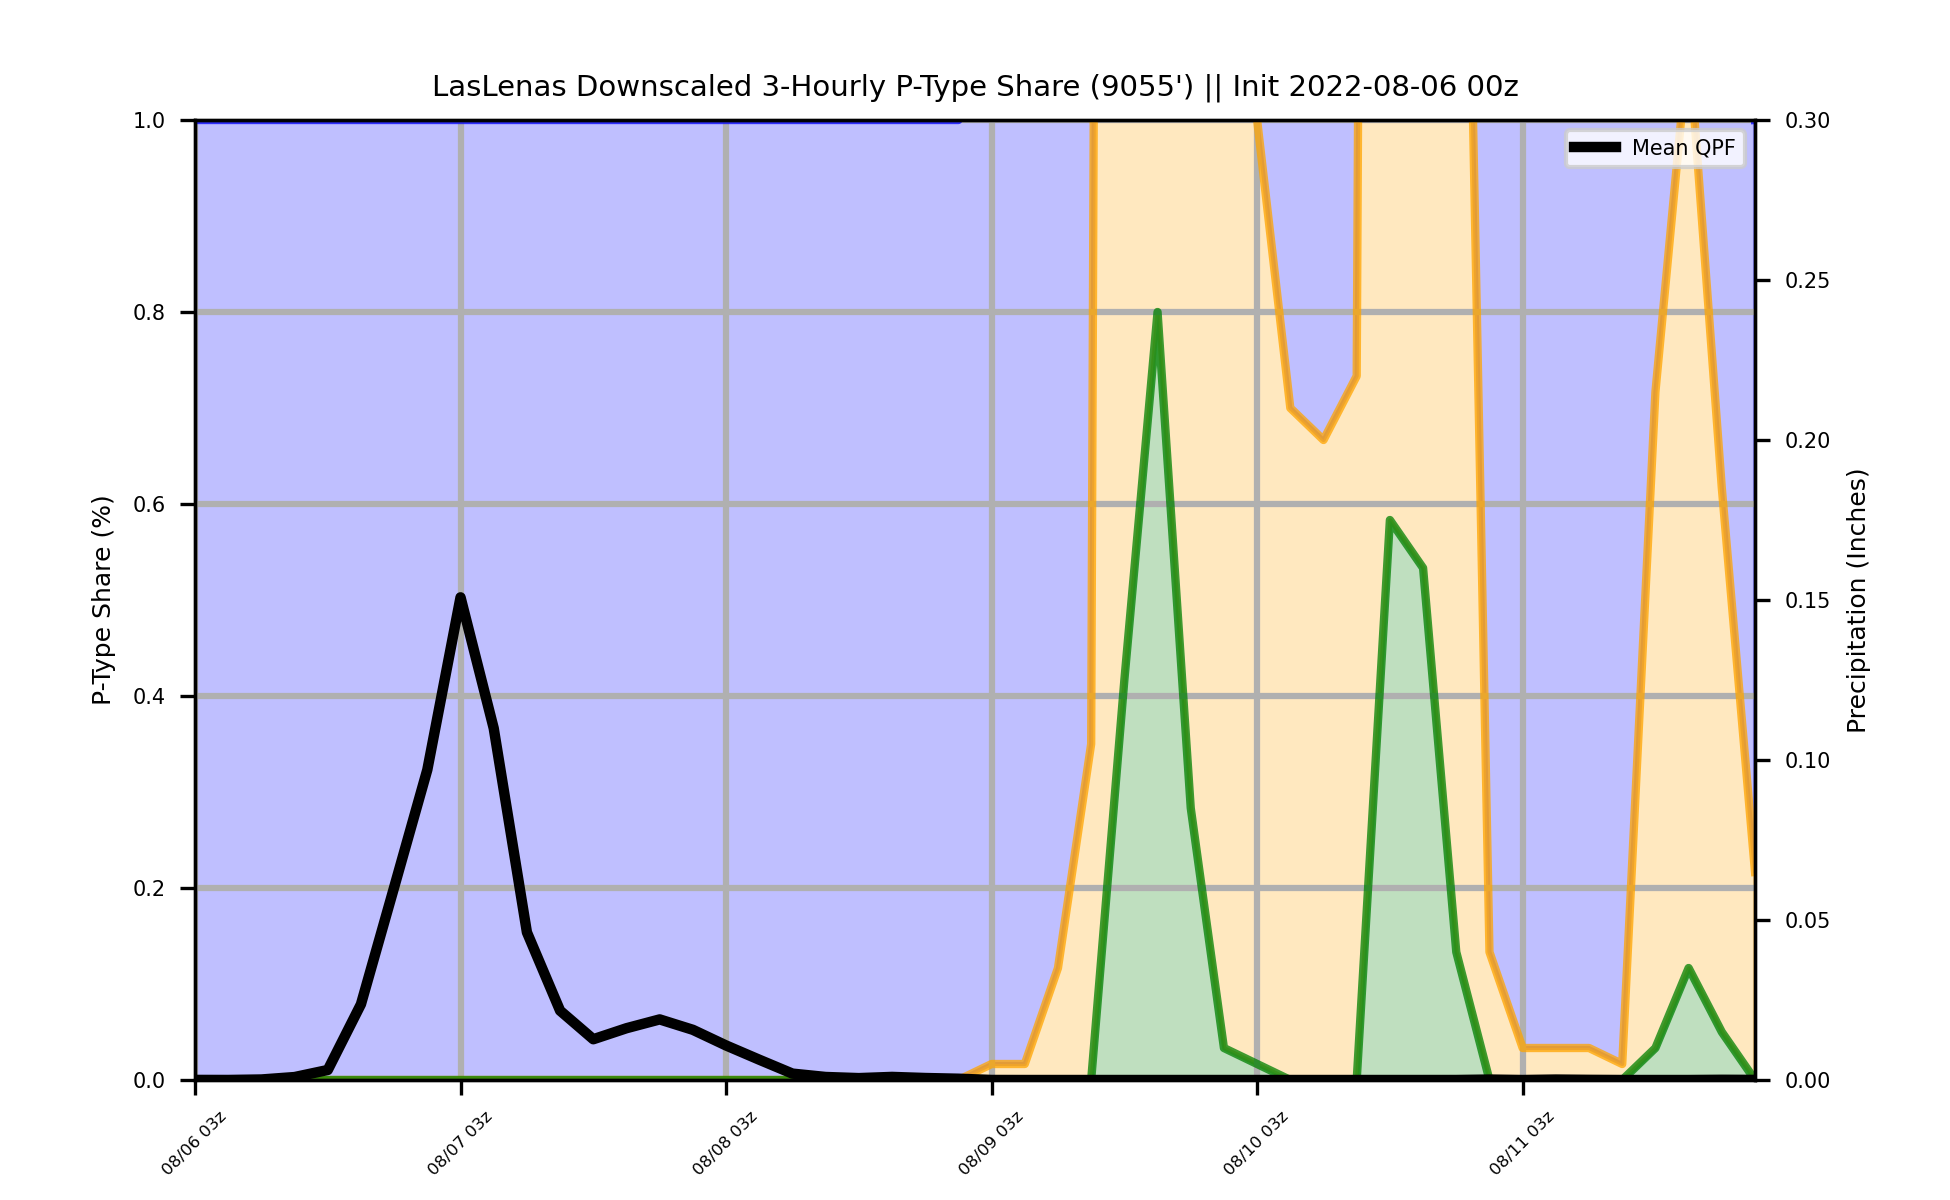 LasLenas Downscaled 3-Hourly P-Type Share (9055') || Init 2022-08-06 00z
1.0
0.8
0.6
0.4
0.2
0.0
P-Type Share (%)
Mean QPF
0.30
0.25
0.20
0.15
0.10
0.05
0.00
Precipitation (Inches)
08/06 03z
08/07 03z
08/08 03z
08/09 03z
08/10 03z
08/11 03z